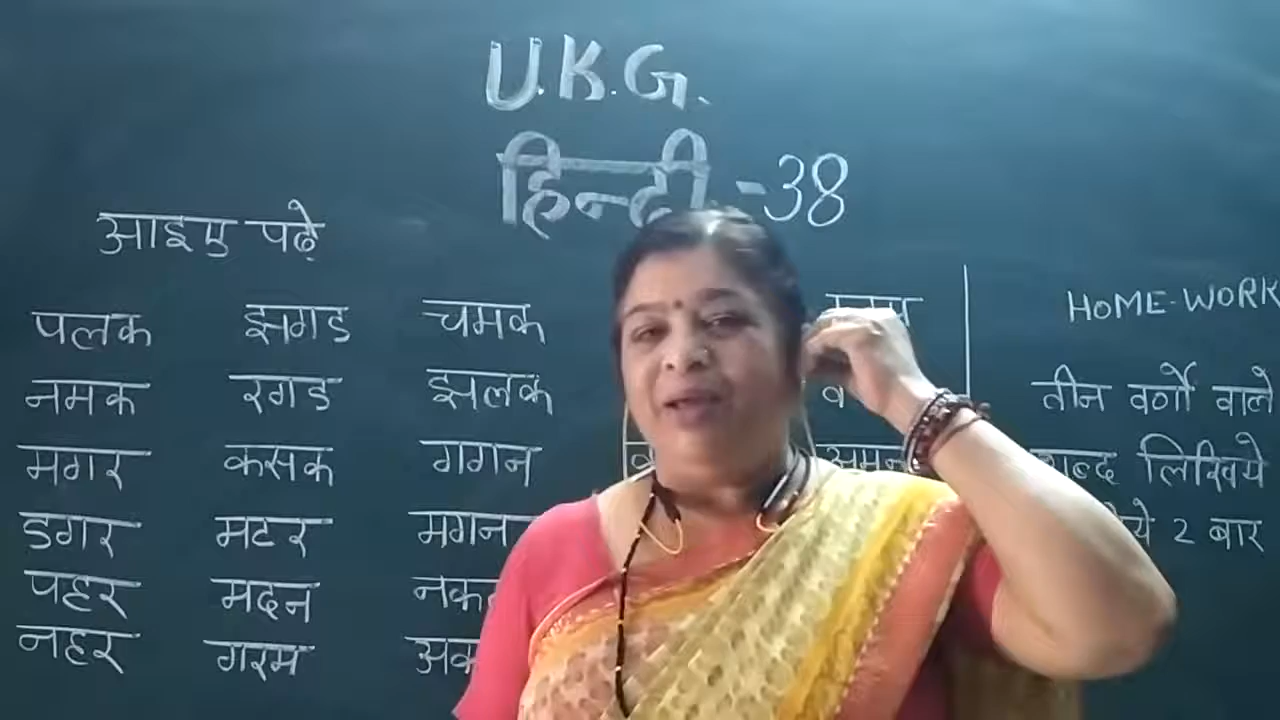 U.K.G.
हिन्दी -38
आइए पढ़े
पलक झगड चमक
नमक रगड झलक
मगर कसक गगन
डगर मटर मगन
पहर मदन
नहर गरम
HOME-WORK
तीन वर्णो वाले
शब्द लिखिये
2 बार